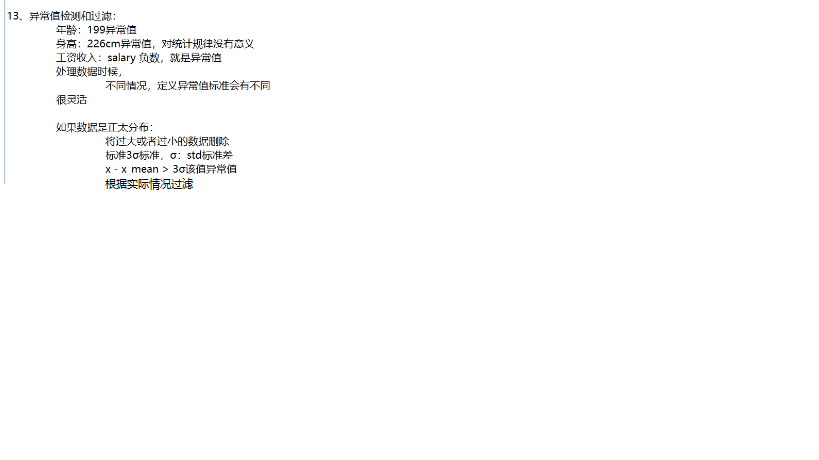 13、异常值检测和过滤：
年龄：199异常值
身高：226cm异常值，对统计规律没有意义
工资收入：salary 负数，就是异常值
处理数据时候，
不同情况，定义异常值标准会有不同
很灵活
如果数据是正太分布：
将过大或者过小的数据删除
标准3σ标准，σ：std标准差
x - x_mean > 3σ该值异常值
根据实际情况过滤